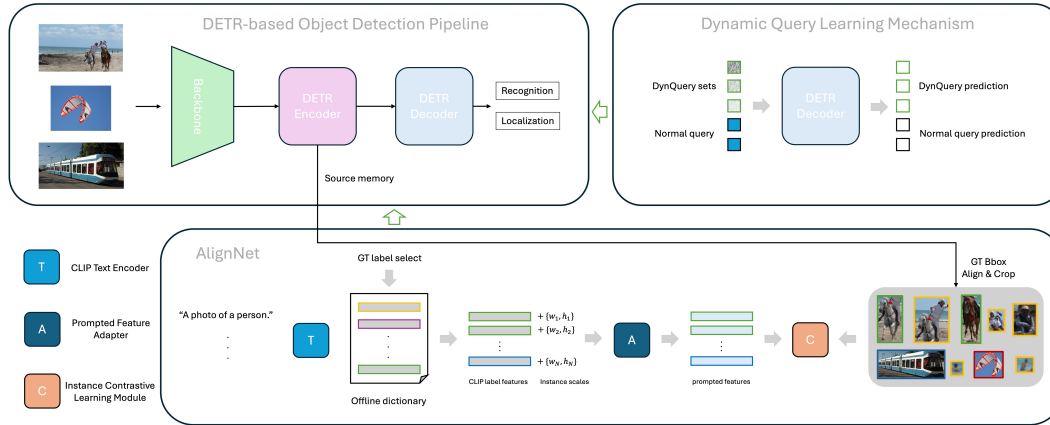 DETR-based Object Detection Pipeline
Backbone
DETR
Encoder
DETR
Decoder
Recognition
Localization
Source memory
Dynamic Query Learning Mechanism
DynQuery sets
Normal query
DETR
Decoder
DynQuery prediction
Normal query prediction
T
CLIP Text Encoder
A
Prompted Feature
Adapter
C
Instance Contrastive
Learning Module
AlignNet
GT label select
"A photo of a person."
T
Offline dictionary
+ {w₁, h₁}
+ {w₂, h₂}
+ {w_N, h_N}
CLIP label features
Instance scales
A
prompted features
C
GT Bbox
Align & Crop